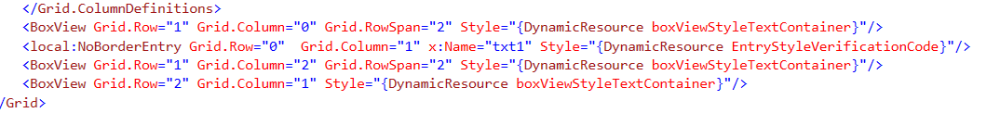 </Grid.ColumnDefinitions>
<BoxView Grid.Row="1" Grid.Column="0" Grid.RowSpan="2" Style="{DynamicResource boxViewStyleTextContainer}"/>
<local:NoBorderEntry Grid.Row="0"  Grid.Column="1" x:Name="txt1" Style="{DynamicResource EntryStyleVerificationCode}"/>
<BoxView Grid.Row="1" Grid.Column="2" Grid.RowSpan="2" Style="{DynamicResource boxViewStyleTextContainer}"/>
<BoxView Grid.Row="2" Grid.Column="1" Style="{DynamicResource boxViewStyleTextContainer}"/>
/Grid>